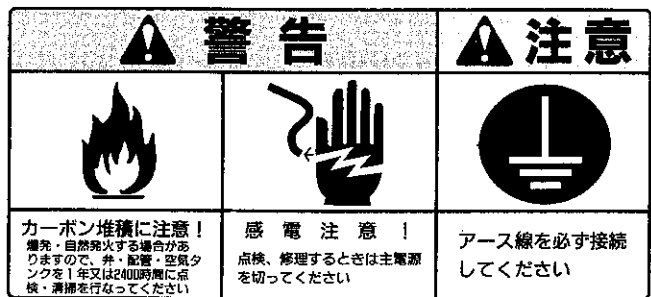 警告
注意
カーボン堆積に注意!
爆発・自然発火する場合があ
りますので、弁・配管・空気タ
ンクを1年又は2400時間に点
検・清掃を行なってください
感電注意!
点検、修理するときは主電源
を切ってください
アース線を必ず接続
してください